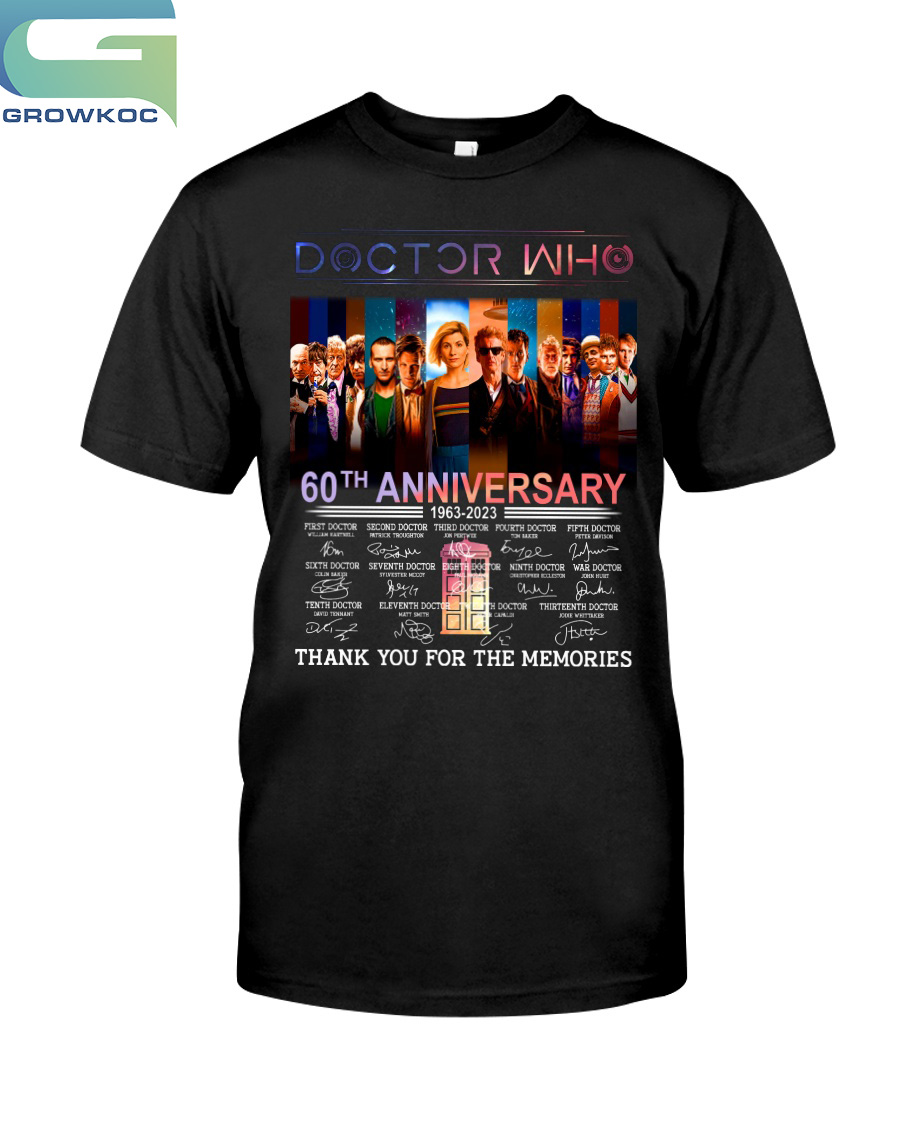 GROWKOC
DOCTOR WHO
60TH ANNIVERSARY
1963-2023
FIRST DOCTOR SECOND DOCTOR THIRD DOCTOR FOURTH DOCTOR FIFTH DOCTOR
WILLIAM HARTNELL PATRICK TROUGHTON JON PERTWEE TOM BAKER PETER DAVISON
SIXTH DOCTOR SEVENTH DOCTOR EIGHTH DOCTOR NINTH DOCTOR WAR DOCTOR
COLIN BAKER SYLVESTER MCCOY CHRISTOPHER ECCLESTON JOHN HURT
TENTH DOCTOR ELEVENTH DOCTOR DOCTOR THIRTEENTH DOCTOR
DAVID TENNANT MATT SMITH CAPALDI JODIE WHITTAKER
THANK YOU FOR THE MEMORIES